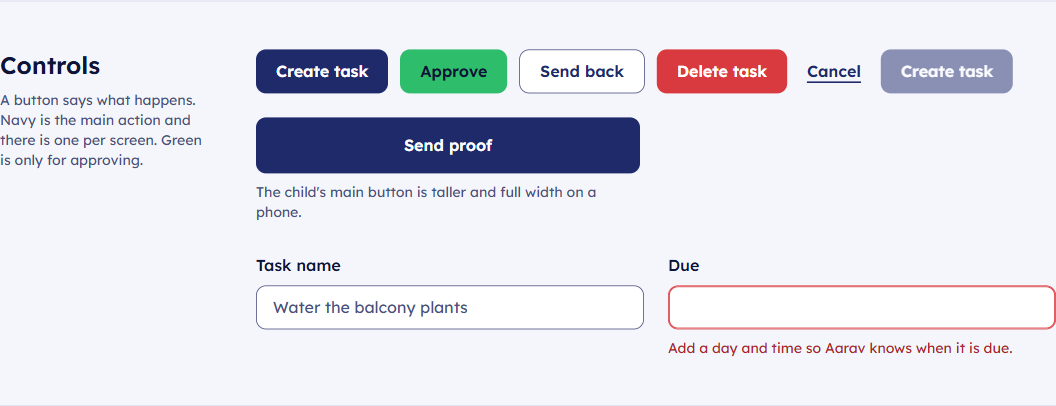 Controls
A button says what happens.
Navy is the main action and
there is one per screen. Green
is only for approving.
Create task
Approve
Send back
Delete task
Cancel
Create task
Send proof
The child's main button is taller and full width on a
phone.
Task name
Water the balcony plants
Due
Add a day and time so Aarav knows when it is due.